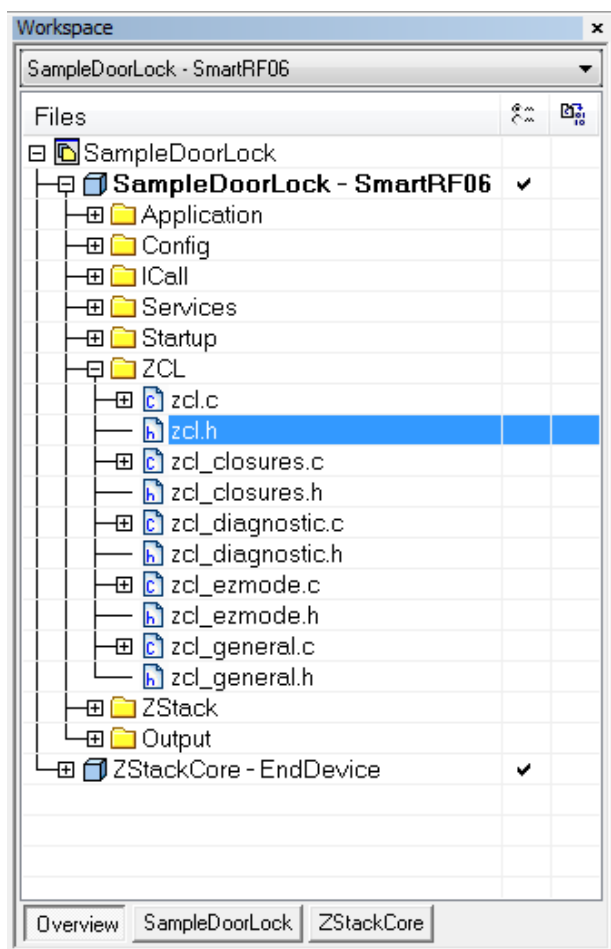 Workspace
SampleDoorLock - SmartRF06
Files
SampleDoorLock
SampleDoorLock - SmartRF06
Application
Config
ICall
Services
Startup
ZCL
zcl.c
zcl.h
zcl_closures.c
zcl_closures.h
zcl_diagnostic.c
zcl_diagnostic.h
zcl_ezmode.c
zcl_ezmode.h
zcl_general.c
zcl_general.h
ZStack
Output
ZStackCore - EndDevice
Overview SampleDoorLock ZStackCore